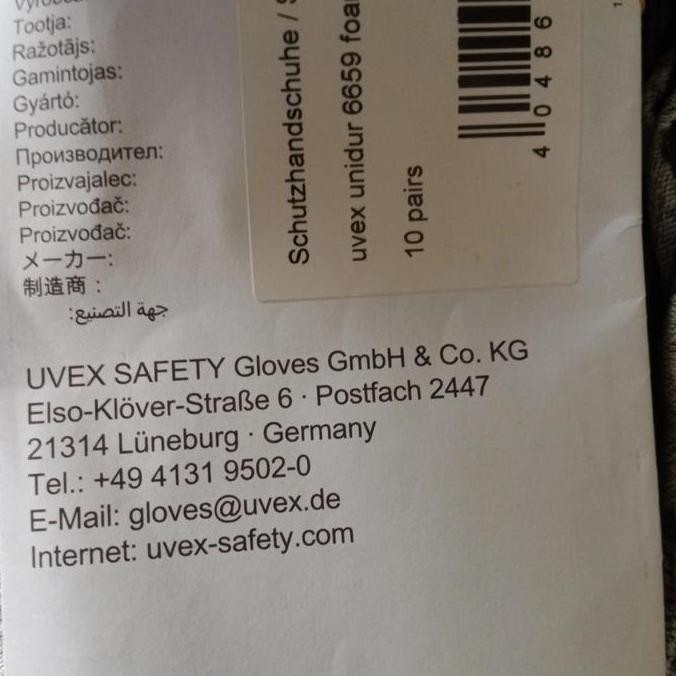 Tootja:
Ražotājs:
Gamintojas:
Gyártó:
Producător:
Производител:
Proizvajalec:
Proizvođač:
Proizvođač:
メーカー:
制造商：
جهة التصنيع:
UVEX SAFETY Gloves GmbH & Co. KG
Elso-Klöver-Straße 6 · Postfach 2447
21314 Lüneburg · Germany
Tel.: +49 4131 9502-0
E-Mail: gloves@uvex.de
Internet: uvex-safety.com
Schutzhandschuhe /
uvex unidur 6659
10 pairs
4 0486